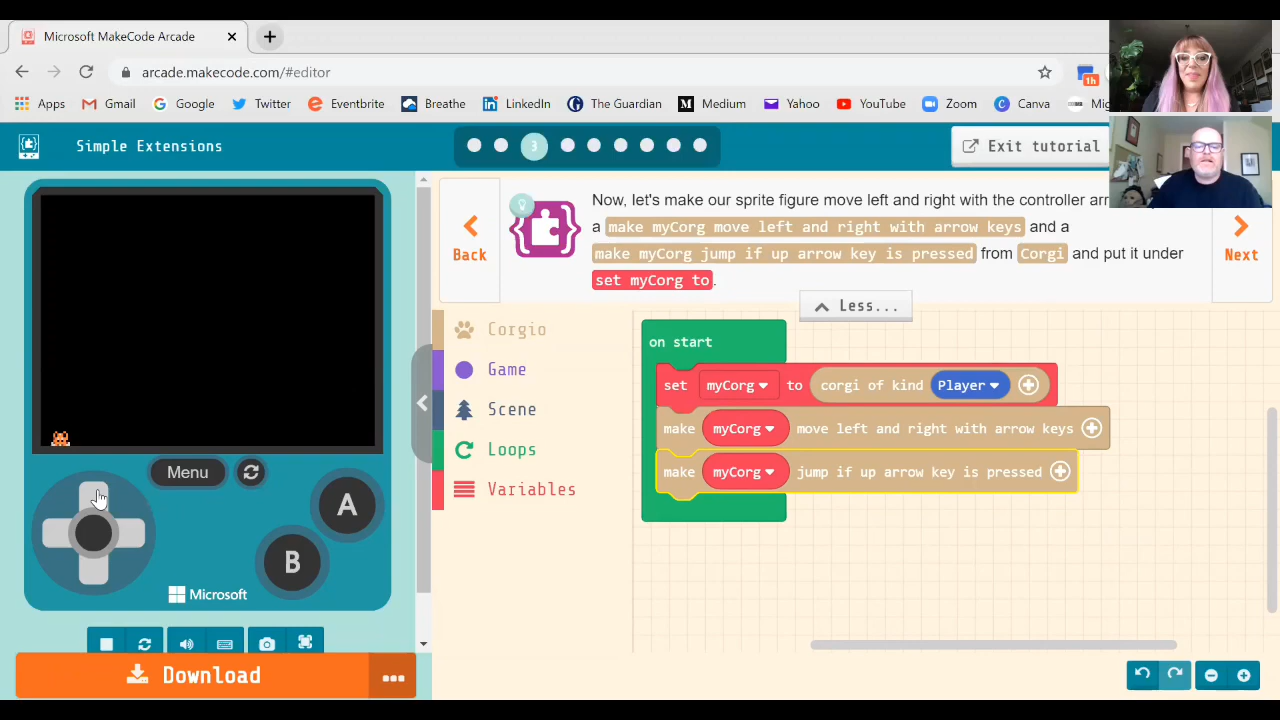 Microsoft MakeCode Arcade
arcade.makecode.com/#editor
1h
Apps
Gmail
Google
Twitter
Eventbrite
Breathe
LinkedIn
The Guardian
Medium
Yahoo
YouTube
Zoom
Canva
Simple Extensions
3
Exit tutorial
Back
Now, let's make our sprite figure move left and right with the controller
a make myCorg move left and right with arrow keys and a
make myCorg jump if up arrow key is pressed from Corgi and put it under
set myCorg to.
Next
Less...
Corgio
Game
Scene
Loops
Variables
on start
set myCorg to corgi of kind Player
make myCorg move left and right with arrow keys
make myCorg jump if up arrow key is pressed
Menu
A
B
Microsoft
Download